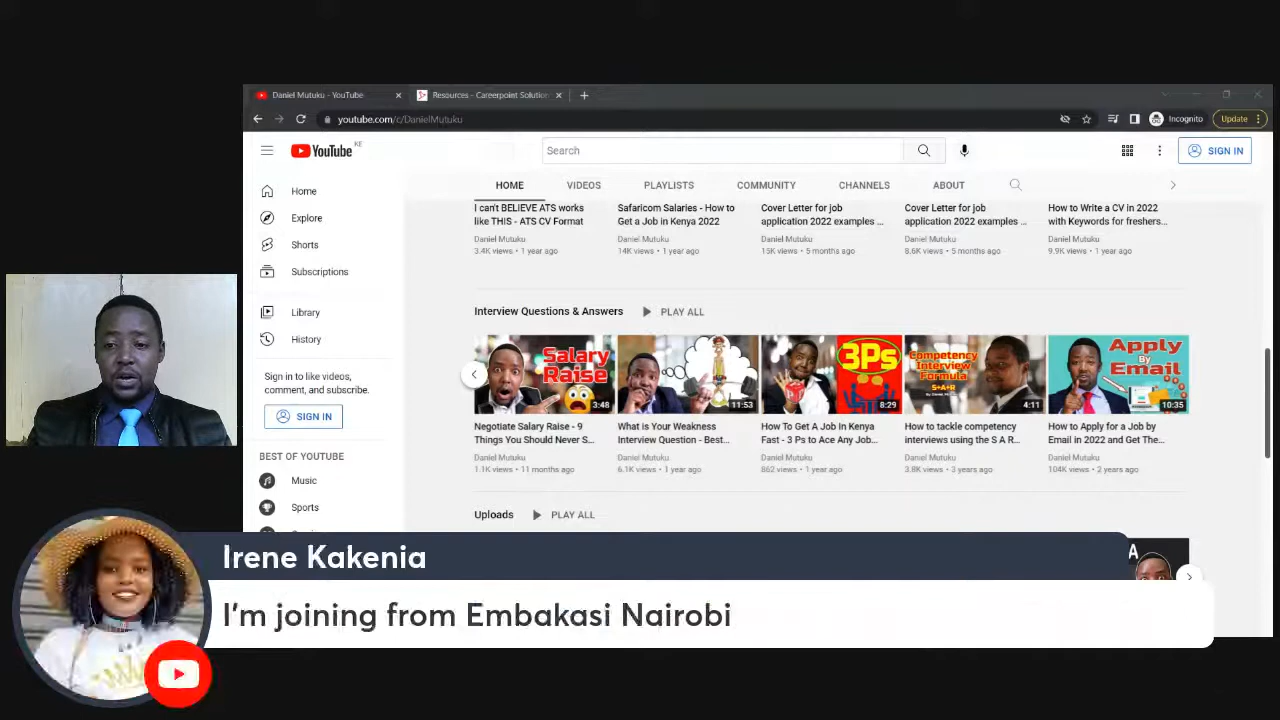 Daniel Mutuku - YouTube
Resources - Careerpoint Solution
youtube.com/c/DanielMutuku
Incognito
Update
YouTube KE
Search
SIGN IN
Home
Explore
Shorts
Subscriptions
Library
History
Sign in to like videos,
comment, and subscribe.
SIGN IN
BEST OF YOUTUBE
Music
Sports
HOME VIDEOS PLAYLISTS COMMUNITY CHANNELS ABOUT
I can't BELIEVE ATS works
like THIS - ATS CV Format
Daniel Mutuku
3.4K views • 1 year ago
Safaricom Salaries - How to
Get a Job in Kenya 2022
Daniel Mutuku
14K views • 1 year ago
Cover Letter for job
application 2022 examples ...
Daniel Mutuku
15K views • 5 months ago
Cover Letter for job
application 2022 examples ...
Daniel Mutuku
8.6K views • 5 months ago
How to Write a CV in 2022
with Keywords for freshers...
Daniel Mutuku
9.9K views • 1 year ago
Interview Questions & Answers PLAY ALL
Salary
Raise
3:48
Negotiate Salary Raise - 9
Things You Should Never S...
Daniel Mutuku
1.1K views • 11 months ago
11:53
What is Your Weakness
Interview Question - Best...
Daniel Mutuku
6.1K views • 1 year ago
3Ps
8:29
How To Get A Job In Kenya
Fast - 3 Ps to Ace Any Job...
Daniel Mutuku
862 views • 1 year ago
Competency
Interview
Formula
S+A+R
4:11
How to tackle competency
interviews using the S A R...
Daniel Mutuku
3.8K views • 3 years ago
Apply
By
Email
10:35
How to Apply for a Job by
Email in 2022 and Get The...
Daniel Mutuku
104K views • 2 years ago
Uploads PLAY ALL
A
Irene Kakenia
I'm joining from Embakasi Nairobi